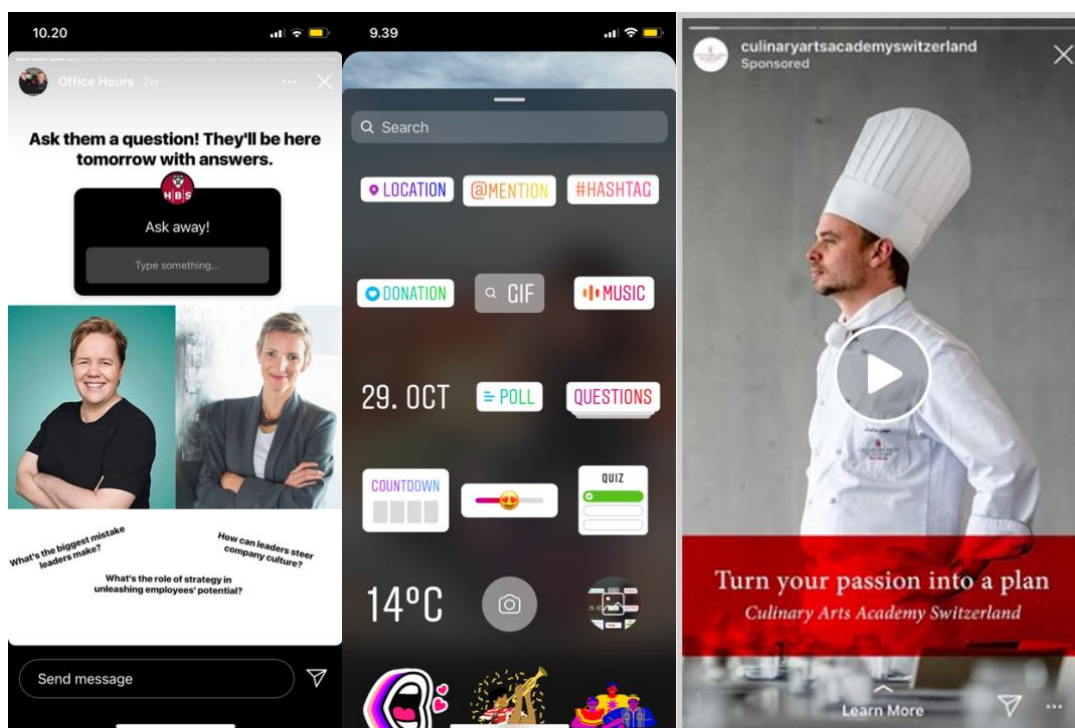 10.20
Office Hours 2w
Ask them a question! They'll be here
tomorrow with answers.
HBS
Ask away!
Type something...
What's the biggest mistake
leaders make?
How can leaders steer
company culture?
What's the role of strategy in
unleashing employees' potential?
Send message
9.39
Search
LOCATION
@MENTION
#HASHTAG
DONATION
GIF
MUSIC
29. OCT
POLL
QUESTIONS
COUNTDOWN
QUIZ
14°C
culinaryartsacademyswitzerland
Sponsored
Turn your passion into a plan
Culinary Arts Academy Switzerland
Learn More